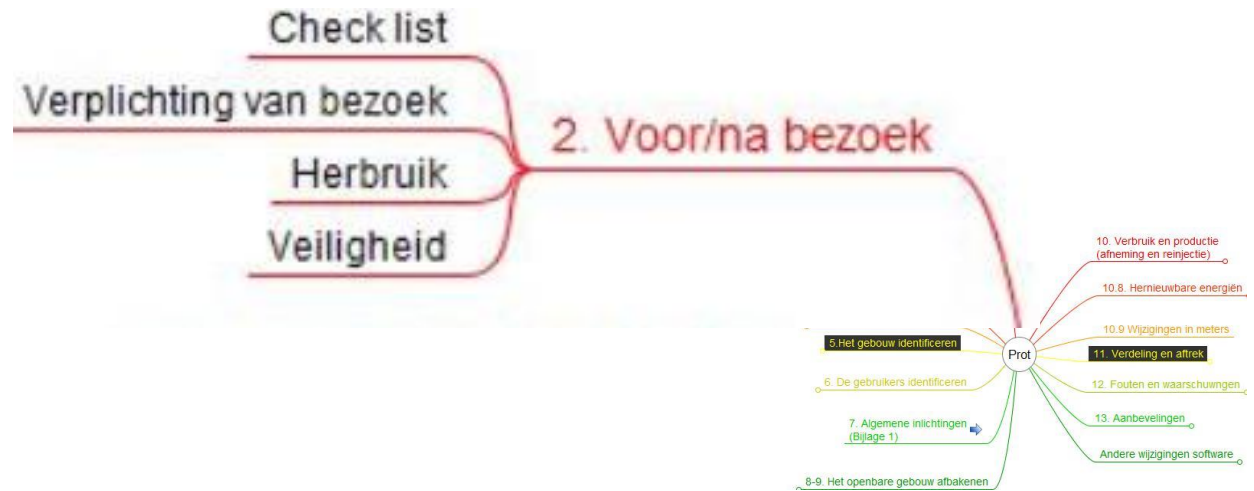 Check list
Verplichting van bezoek
2. Voor/na bezoek
Herbruik
Veiligheid
10. Verbruik en productie
(afneming en reinjectie)
10.8. Hernieuwbare energiën
10.9 Wijzigingen in meters
5.Het gebouw identificeren
Prot
11. Verdeling en aftrek
6. De gebruikers identificeren
12. Fouten en waarschuwngen
7. Algemene inlichtingen
(Bijlage 1)
13. Aanbevelingen
Andere wijzigingen software
8-9. Het openbare gebouw afbakenen